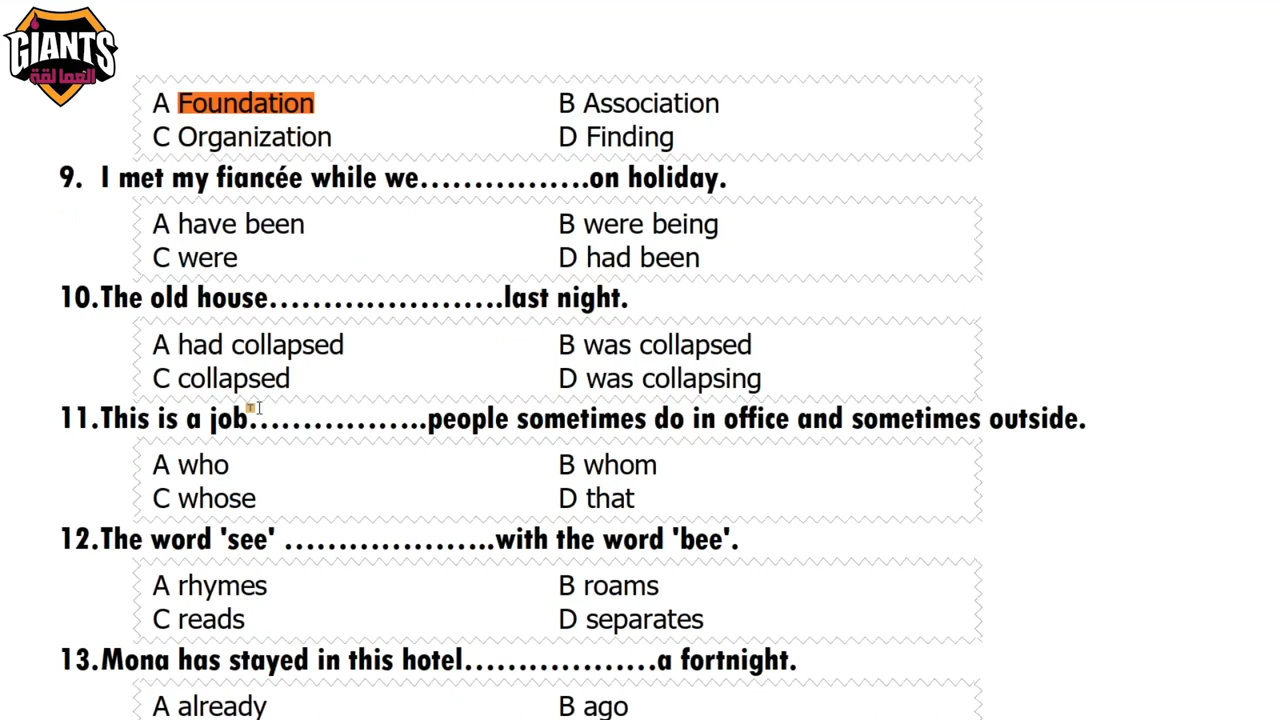 GIANTS
العمالقة
A Foundation B Association
C Organization D Finding
9. I met my fiancée while we…………….on holiday.
A have been B were being
C were D had been
10.The old house…………………….last night.
A had collapsed B was collapsed
C collapsed D was collapsing
11.This is a job……………..people sometimes do in office and sometimes outside.
A who B whom
C whose D that
12.The word 'see' …………………..with the word 'bee'.
A rhymes B roams
C reads D separates
13.Mona has stayed in this hotel………………a fortnight.
A already B ago